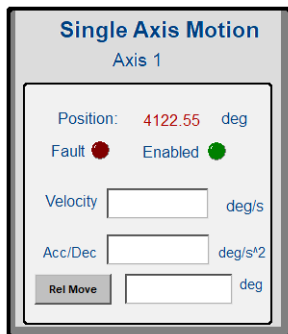 Single Axis Motion
Axis 1
Position: 4122.55 deg
Fault Enabled
Velocity deg/s
Acc/Dec deg/s^2
Rel Move deg